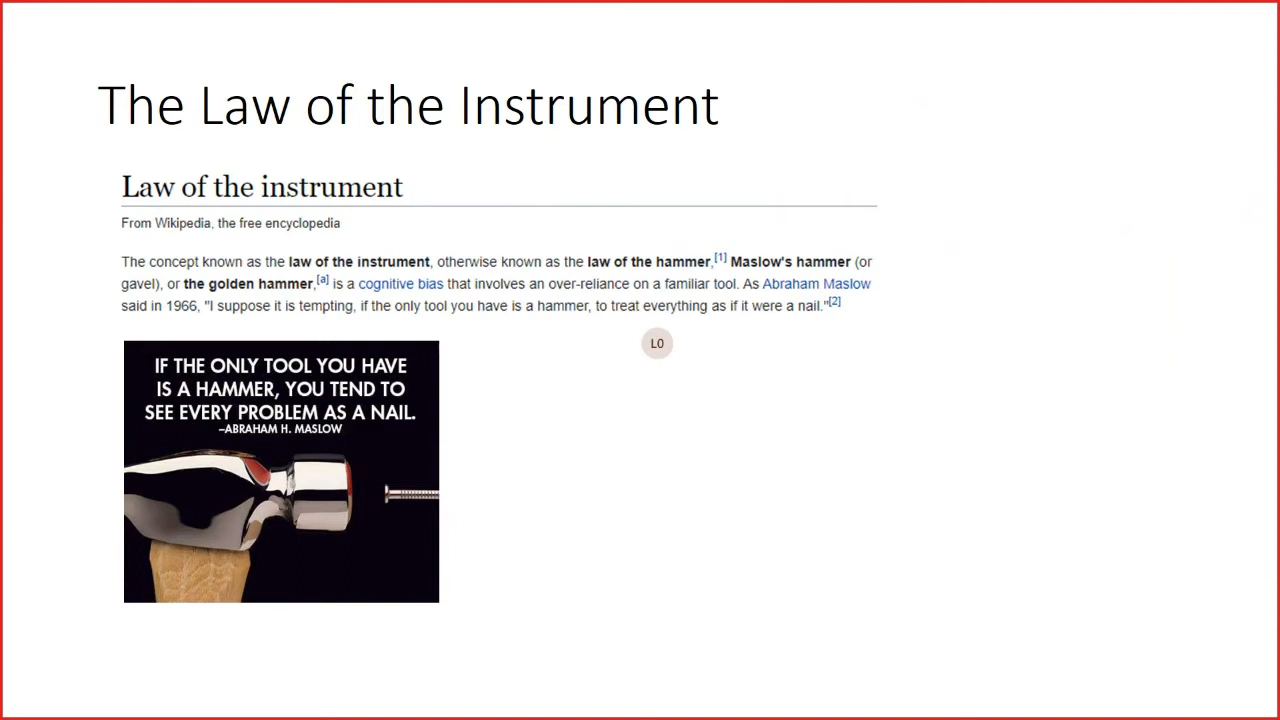 The Law of the Instrument
Law of the instrument
From Wikipedia, the free encyclopedia
The concept known as the law of the instrument, otherwise known as the law of the hammer,[1] Maslow's hammer (or
gavel), or the golden hammer,[a] is a cognitive bias that involves an over-reliance on a familiar tool. As Abraham Maslow
said in 1966, "I suppose it is tempting, if the only tool you have is a hammer, to treat everything as if it were a nail."[2]
L0
IF THE ONLY TOOL YOU HAVE
IS A HAMMER, YOU TEND TO
SEE EVERY PROBLEM AS A NAIL.
–ABRAHAM H. MASLOW